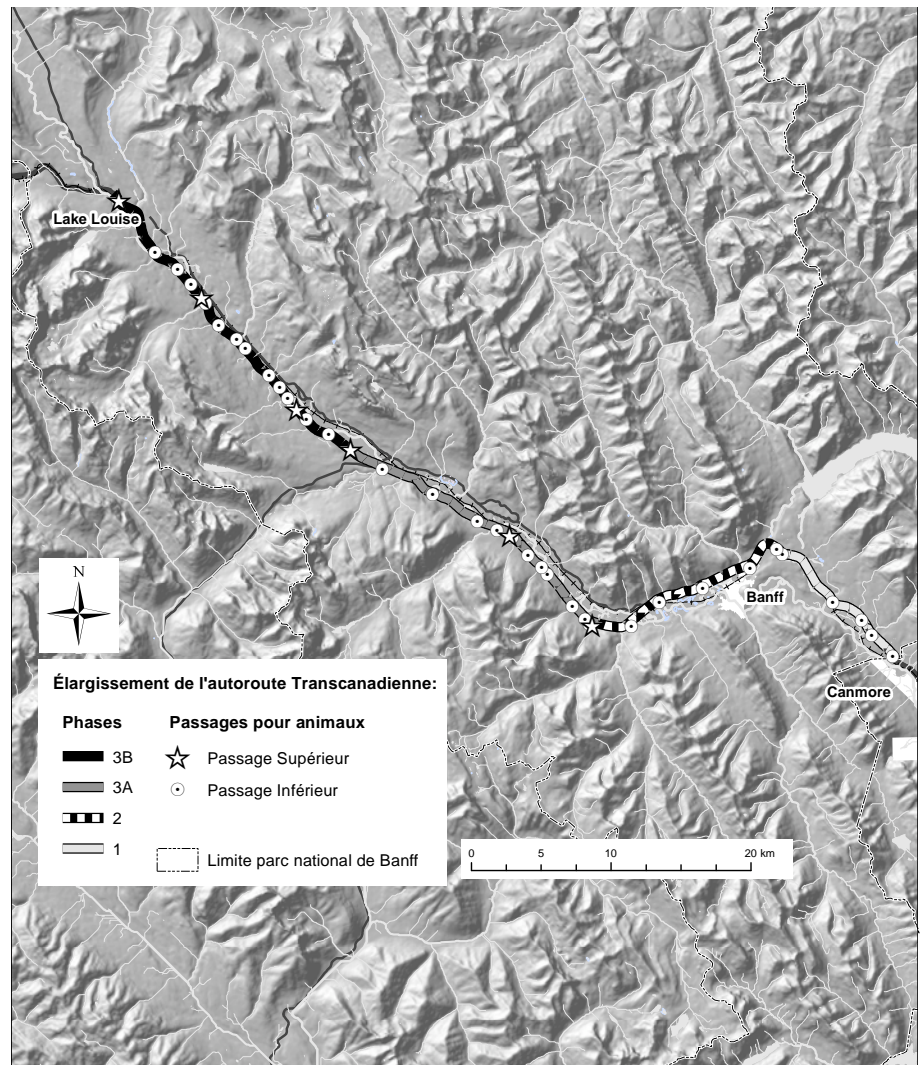 Lake Louise
Banff
Canmore
N
Élargissement de l'autoroute Transcanadienne:
Phases Passages pour animaux
3B Passage Supérieur
3A Passage Inférieur
2
1 Limite parc national de Banff
0 5 10 20 km